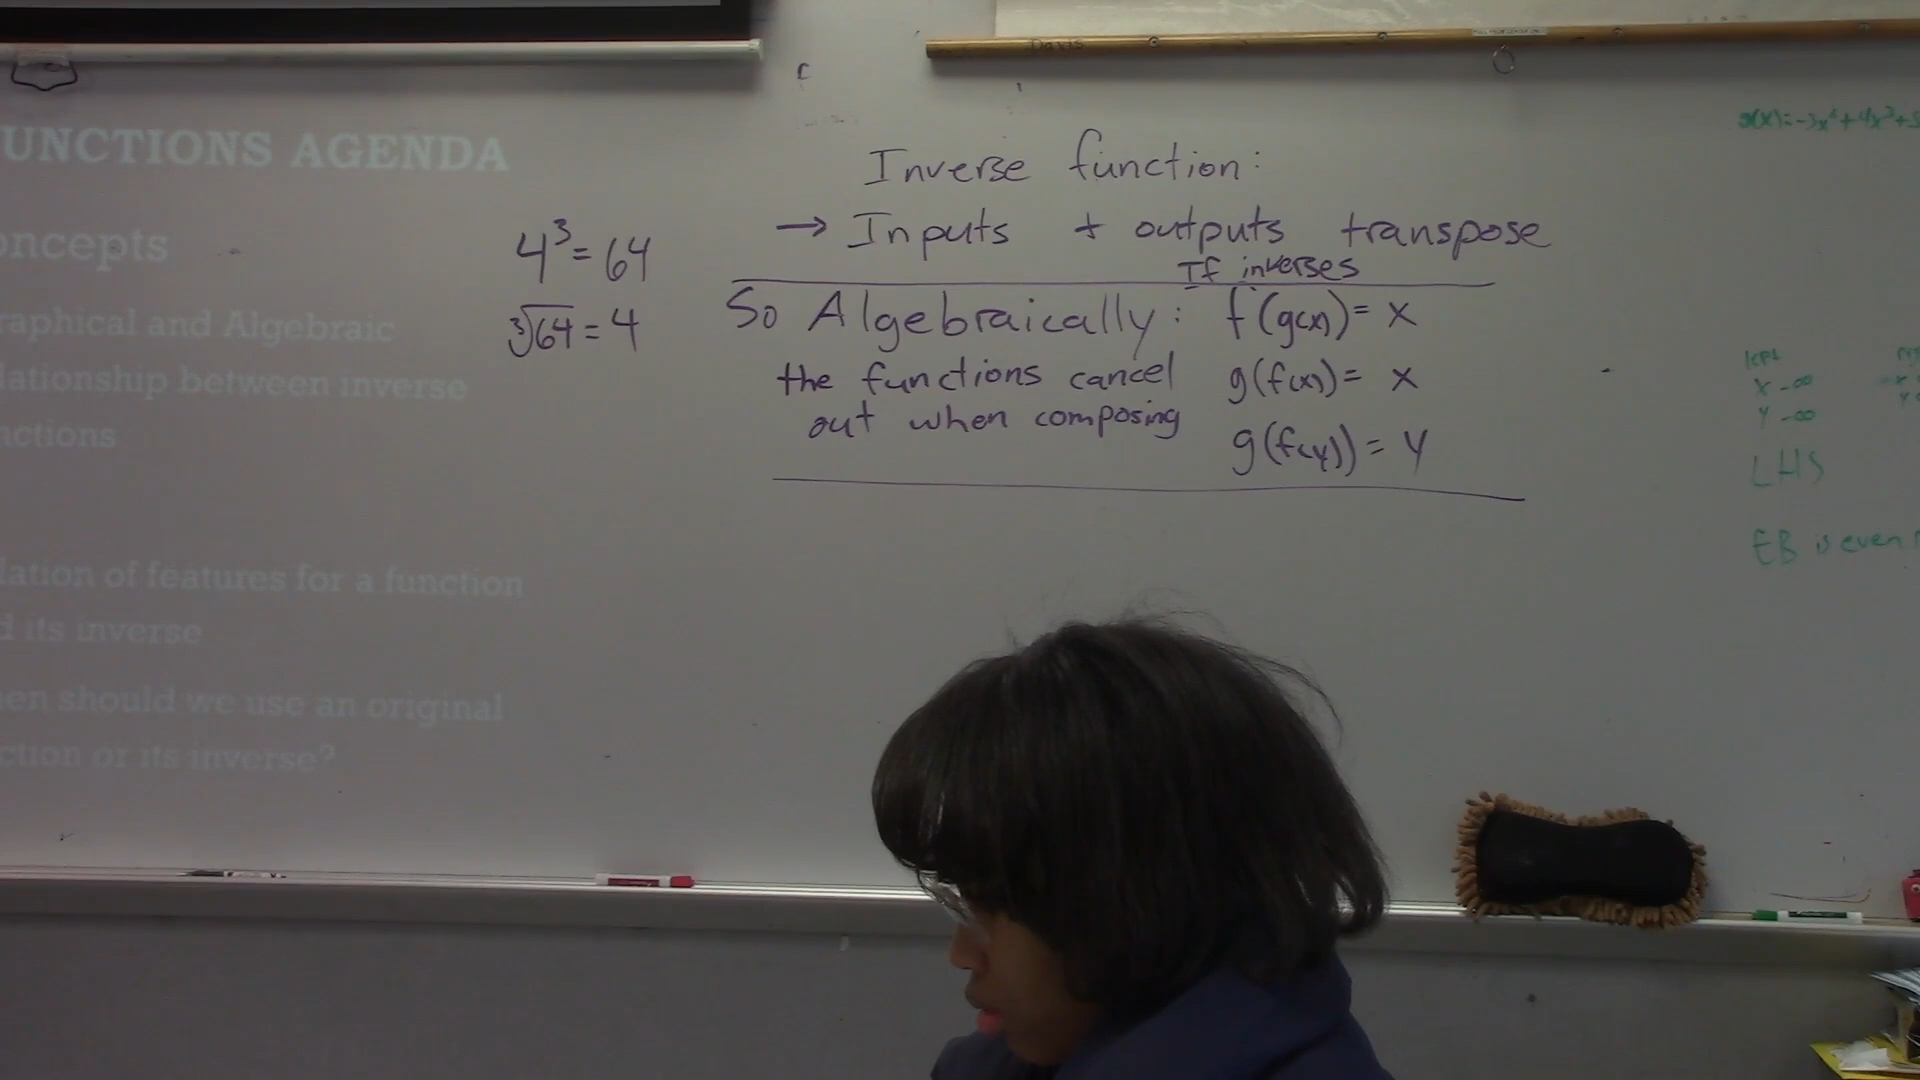 UNCTIONS AGENDA
oncepts
raphical and Algebraic
lationship between inverse
nctions
lation of features for a function
d its inverse
en should we use an original
ction or its inverse?
4³ = 64
∛64 = 4
Davis
Inverse function:
→ Inputs + outputs transpose
If inverses
So Algebraically: f(g(x)) = x
the functions cancel g(f(x)) = x
out when composing
g(f(y)) = y
x -∞
y -∞
LHS
EB is even